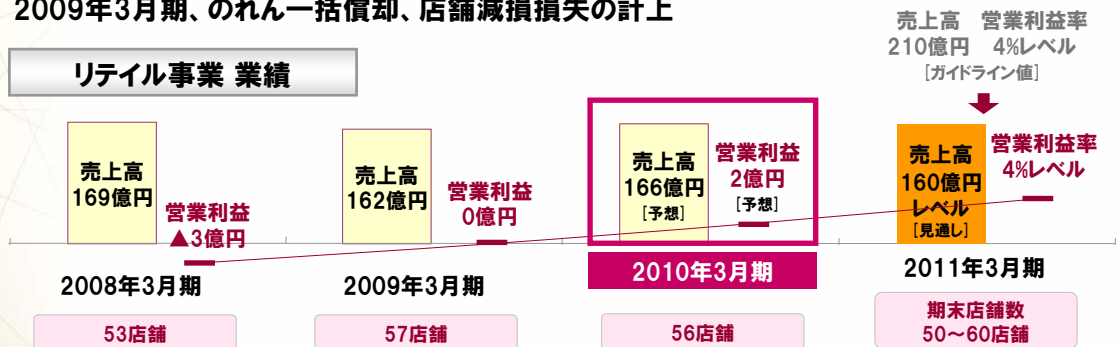 2009年3月期、のれん一括償却、店舗減損損失の計上
売上高 営業利益率
210億円 4%レベル
[ガイドライン値]
リテイル事業 業績
売上高
169億円
営業利益
▲3億円
売上高
162億円
営業利益
0億円
売上高
166億円
[予想]
営業利益
2億円
[予想]
売上高
160億円
レベル
[見通し]
営業利益率
4%レベル
2008年3月期
2009年3月期
2010年3月期
2011年3月期
53店舗
57店舗
56店舗
期末店舗数
50～60店舗